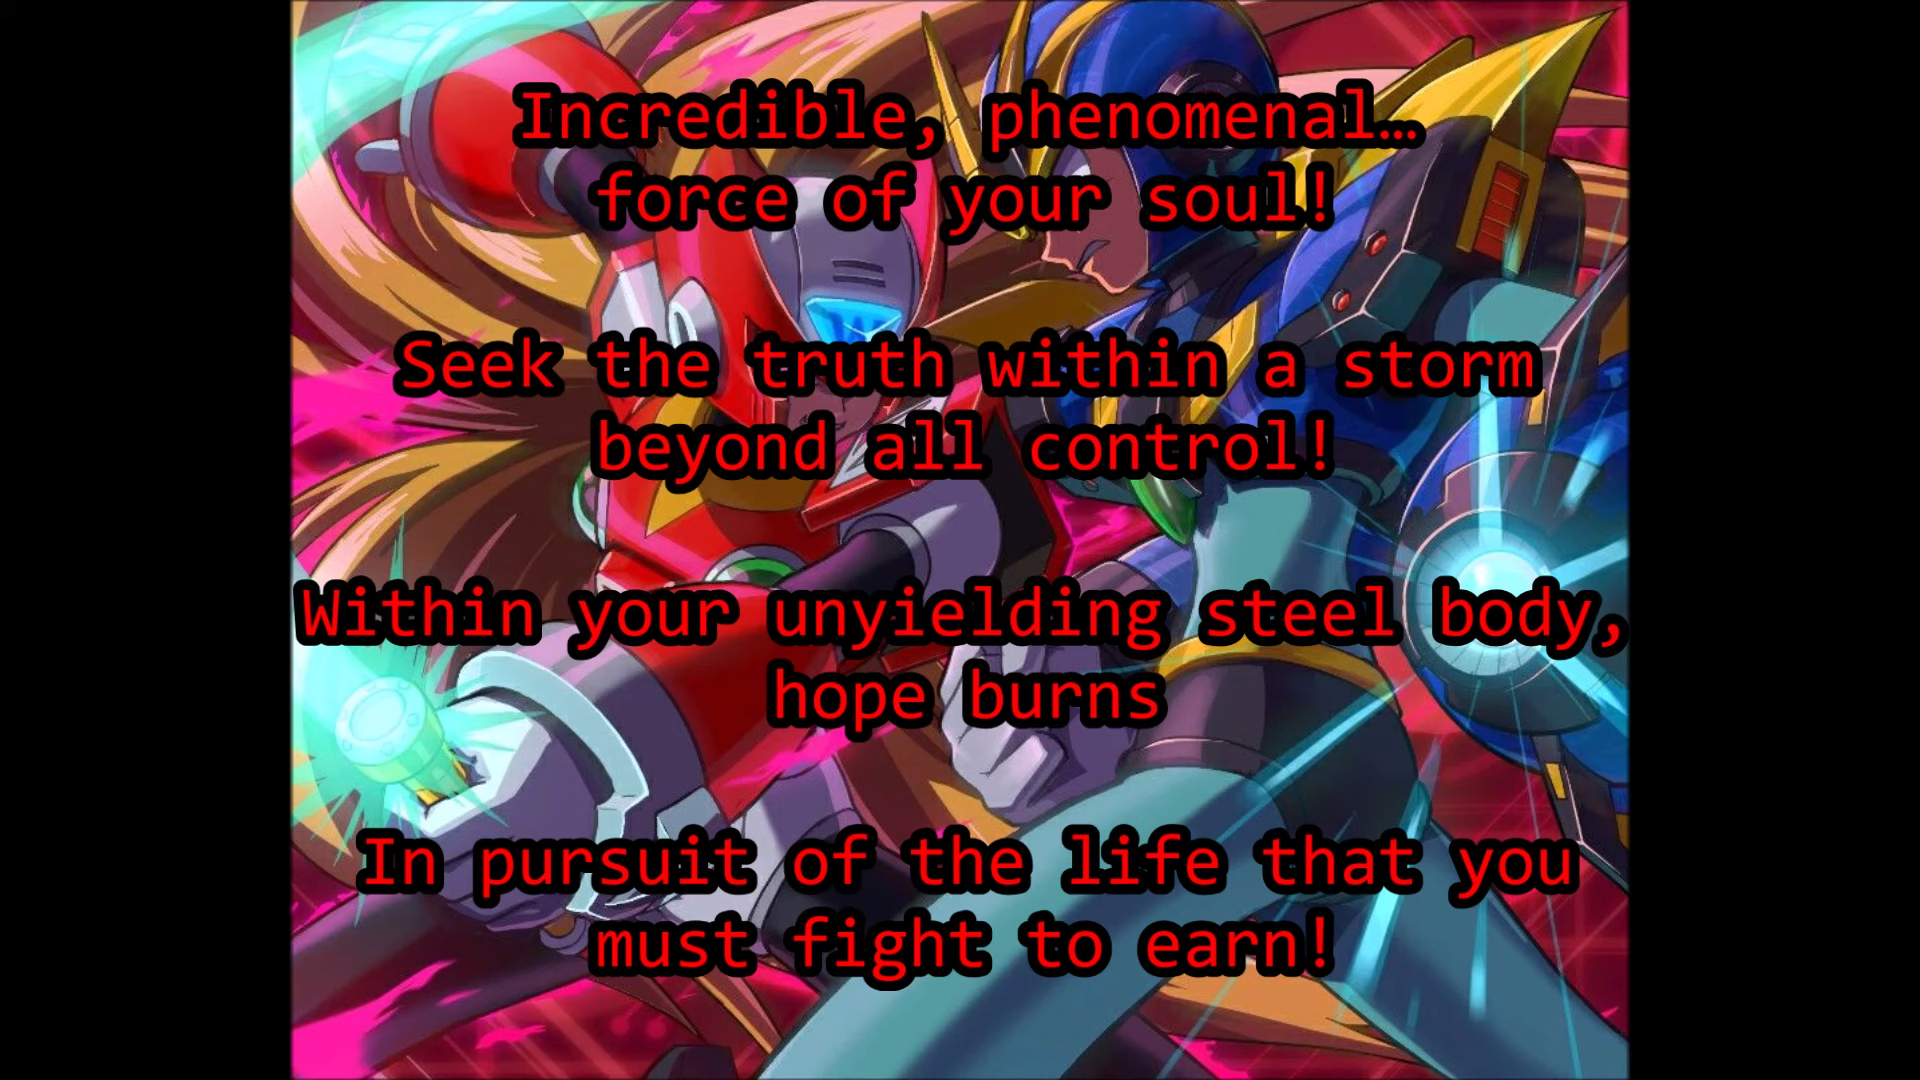 Incredible, phenomenal…
force of your soul!
Seek the truth within a storm
beyond all control!
Within your unyielding steel body,
hope burns
In pursuit of the life that you
must fight to earn!